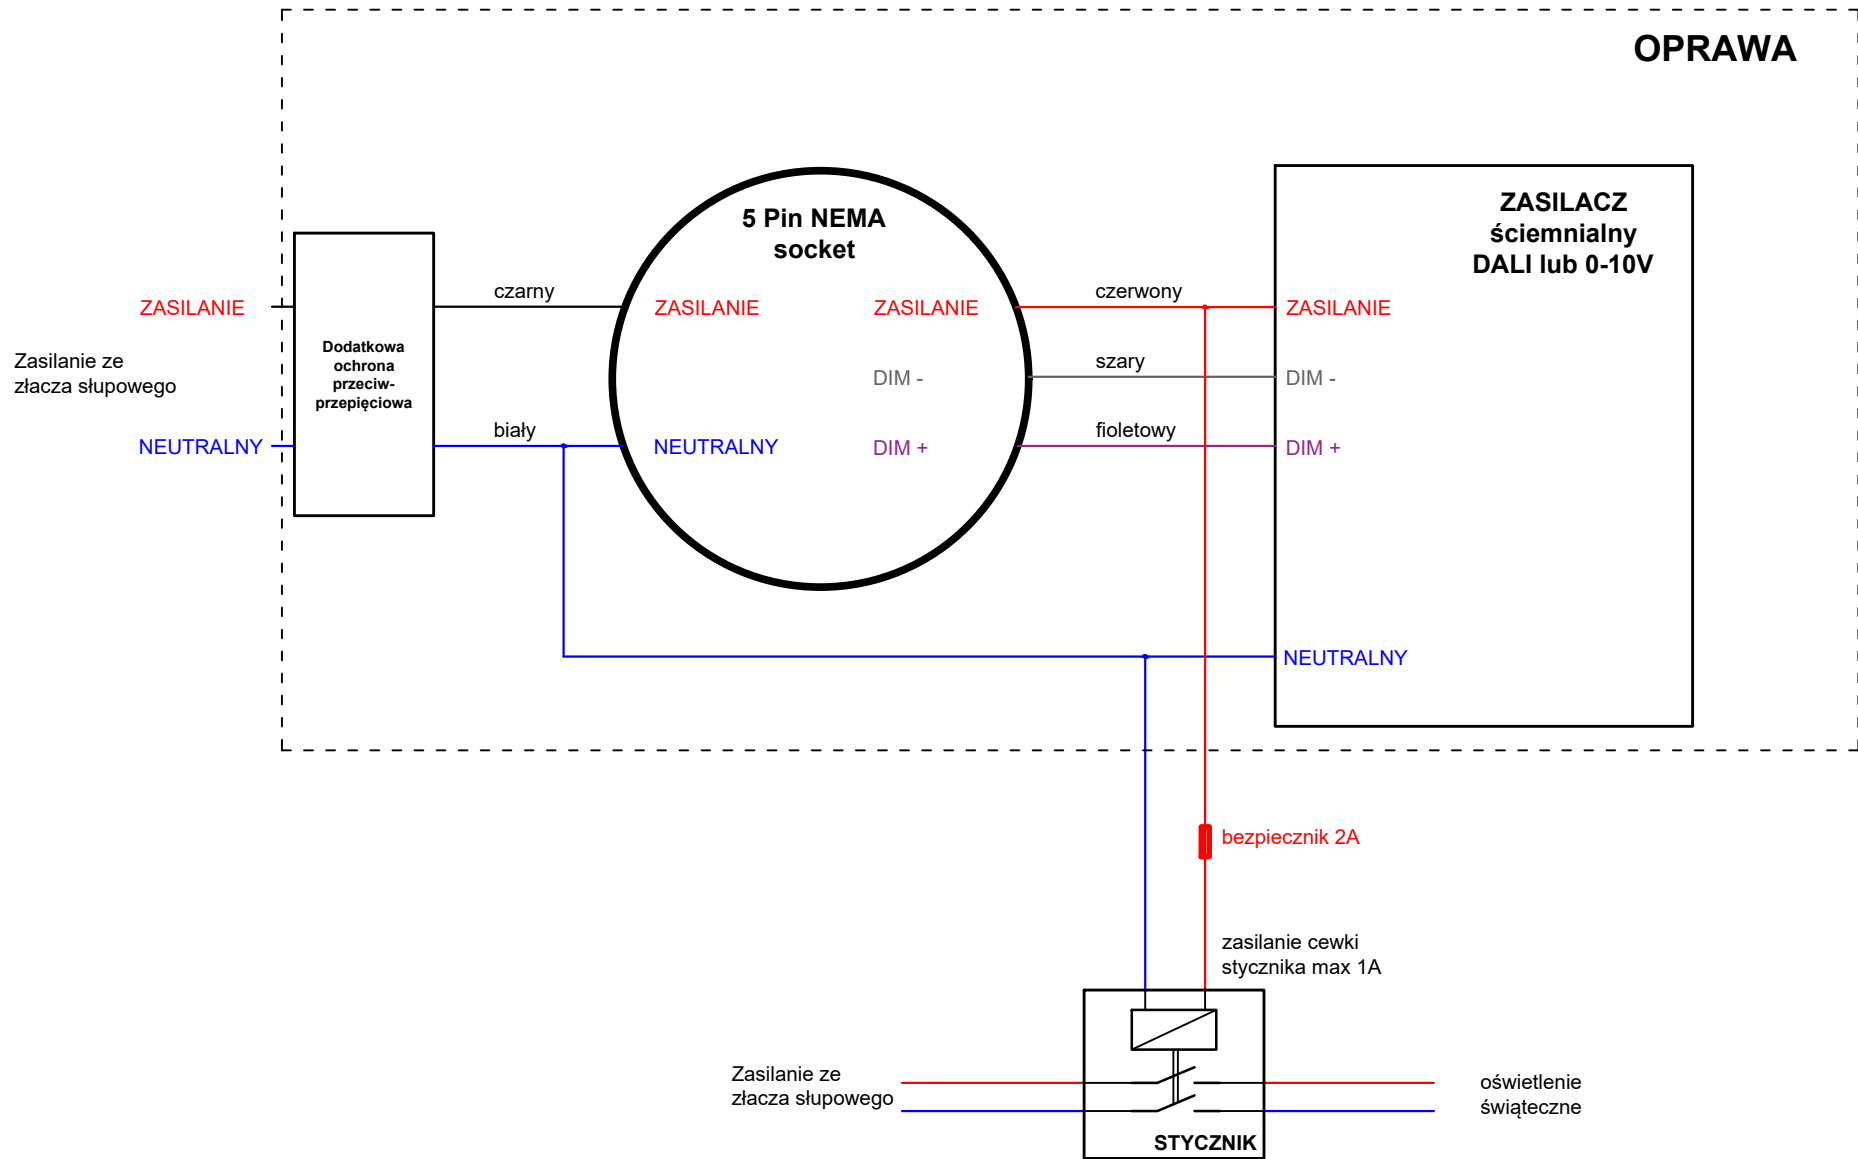 OPRAWA
5 Pin NEMA
socket
ZASILACZ
ściemnialny
DALI lub 0-10V
czarny
czerwony
ZASILANIE
ZASILANIE
ZASILANIE
ZASILANIE
Zasilanie ze
złacza słupowego
Dodatkowa
ochrona
przeciw-
przepięciowa
szary
DIM -
DIM -
biały
fioletowy
NEUTRALNY
NEUTRALNY
DIM +
DIM +
NEUTRALNY
bezpiecznik 2A
zasilanie cewki
stycznika max 1A
Zasilanie ze
złacza słupowego
oświetlenie
świąteczne
STYCZNIK